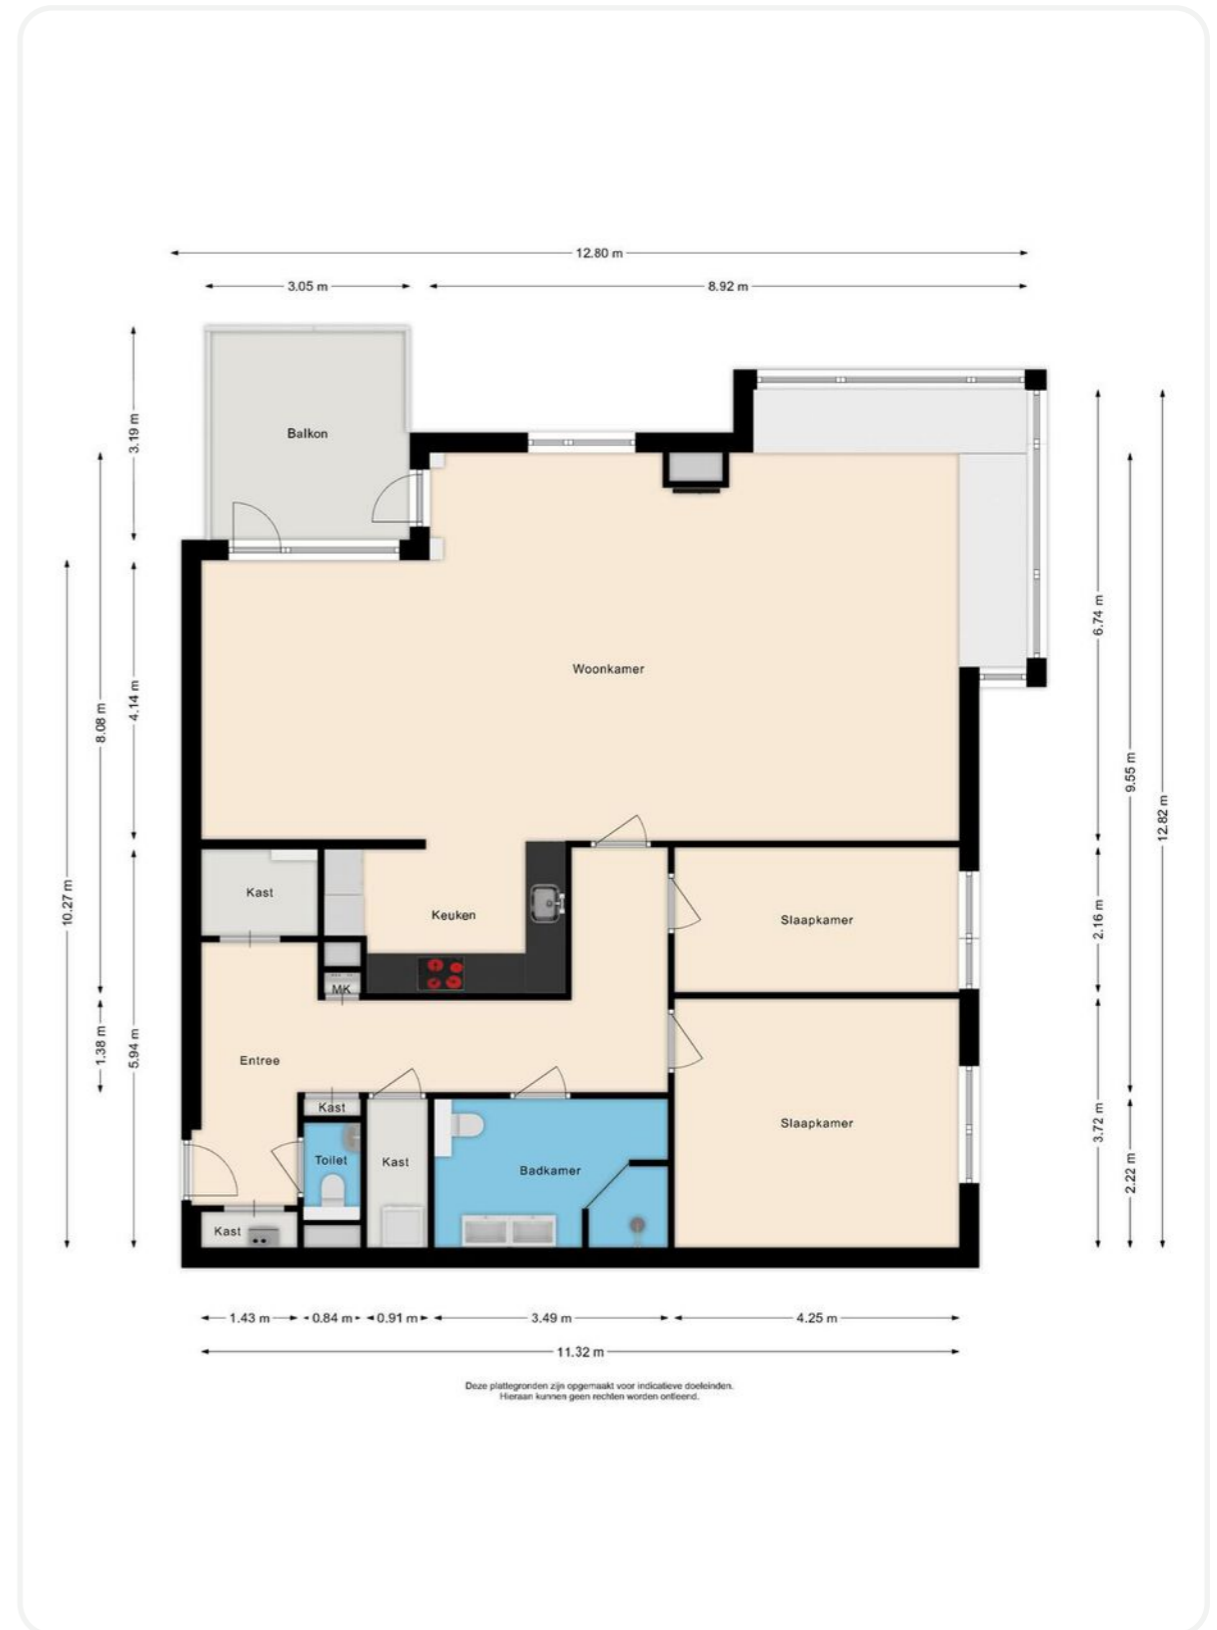 12.80 m
3.05 m
8.92 m
3.19 m
Balkon
8.08 m
4.14 m
10.27 m
Woonkamer
6.74 m
9.55 m
12.82 m
Kast
Keuken
Slaapkamer
2.16 m
MK
1.38 m
5.94 m
Entree
Kast
Toilet
Kast
Badkamer
Slaapkamer
3.72 m
2.22 m
Kast
1.43 m
0.84 m
0.91 m
3.49 m
4.25 m
11.32 m
Deze plattegronden zijn opgemaakt voor indicatieve doeleinden.
Hieraan kunnen geen rechten worden ontleend.